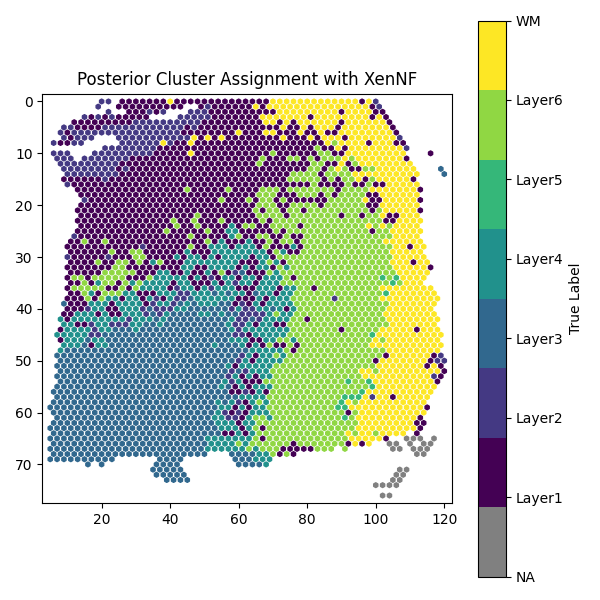 Posterior Cluster Assignment with XenNF
0
10
20
30
40
50
60
70
20
40
60
80
100
120
WM
Layer6
Layer5
Layer4
Layer3
Layer2
Layer1
NA
True Label